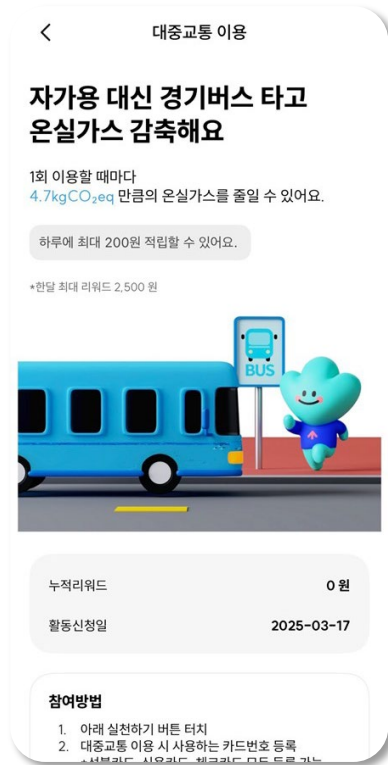 대중교통 이용
자가용 대신 경기버스 타고
온실가스 감축해요
1회 이용할 때마다
4.7kgCO₂eq 만큼의 온실가스를 줄일 수 있어요.
하루에 최대 200원 적립할 수 있어요.
*한달 최대 리워드 2,500 원
BUS
누적리워드 0 원
활동신청일 2025-03-17
참여방법
1. 아래 실천하기 버튼 터치
2. 대중교통 이용 시 사용하는 카드번호 등록